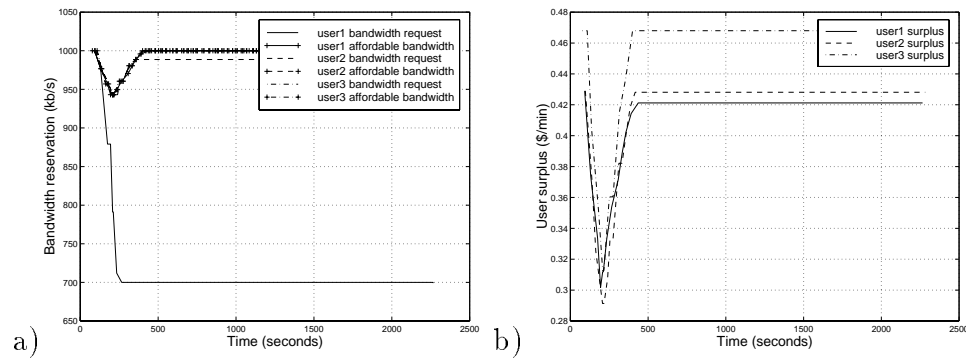 1050
1000
950
900
850
800
750
700
650
0 500 1000 1500 2000 2500
Bandwidth reservation (kb/s)
Time (seconds)
user1 bandwidth request
user1 affordable bandwidth
user2 bandwidth request
user2 affordable bandwidth
user3 bandwidth request
user3 affordable bandwidth
a)
0.48
0.46
0.44
0.42
0.4
0.38
0.36
0.34
0.32
0.3
0.28
0 500 1000 1500 2000 2500
User surplus ($/min)
Time (seconds)
user1 surplus
user2 surplus
user3 surplus
b)